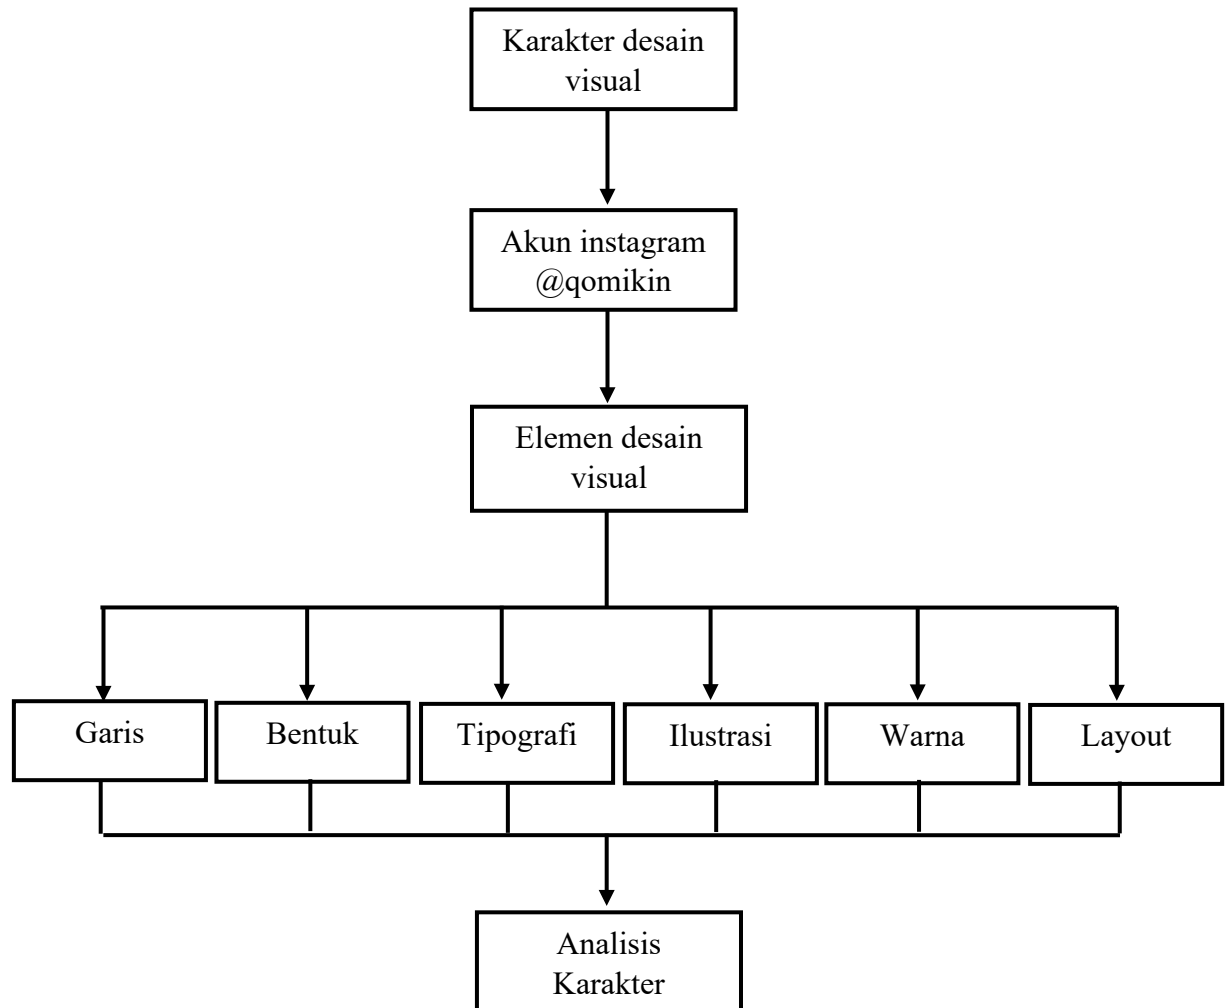 Karakter desain
visual
Akun instagram
@qomikin
Elemen desain
visual
Garis
Bentuk
Tipografi
Ilustrasi
Warna
Layout
Analisis
Karakter